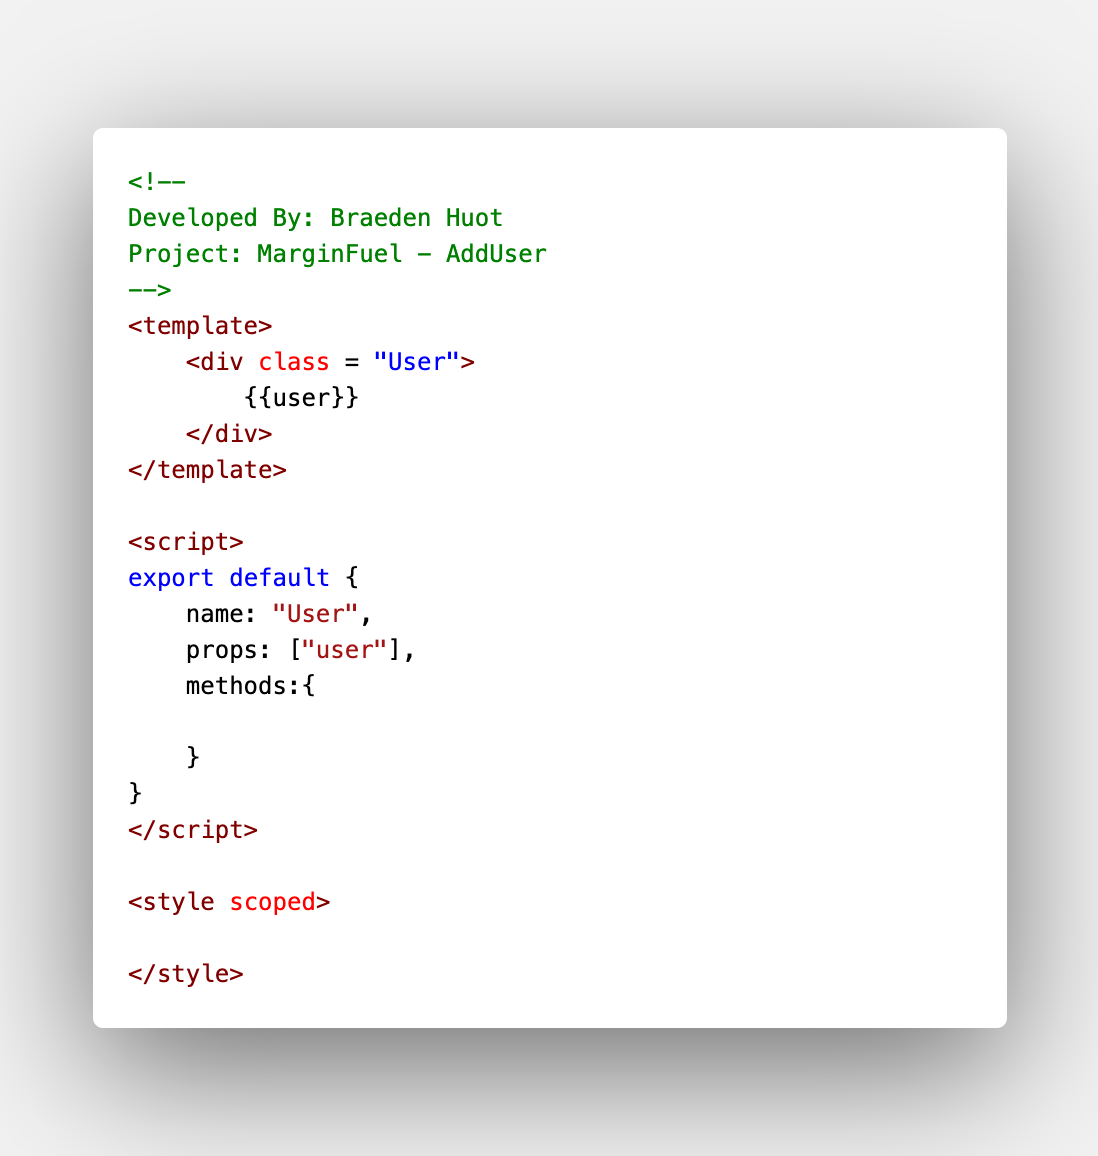 <!--
Developed By: Braeden Huot
Project: MarginFuel - AddUser
-->
<template>
    <div class = "User">
        {{user}}
    </div>
</template>

<script>
export default {
    name: "User",
    props: ["user"],
    methods:{

    }
}
</script>

<style scoped>

</style>